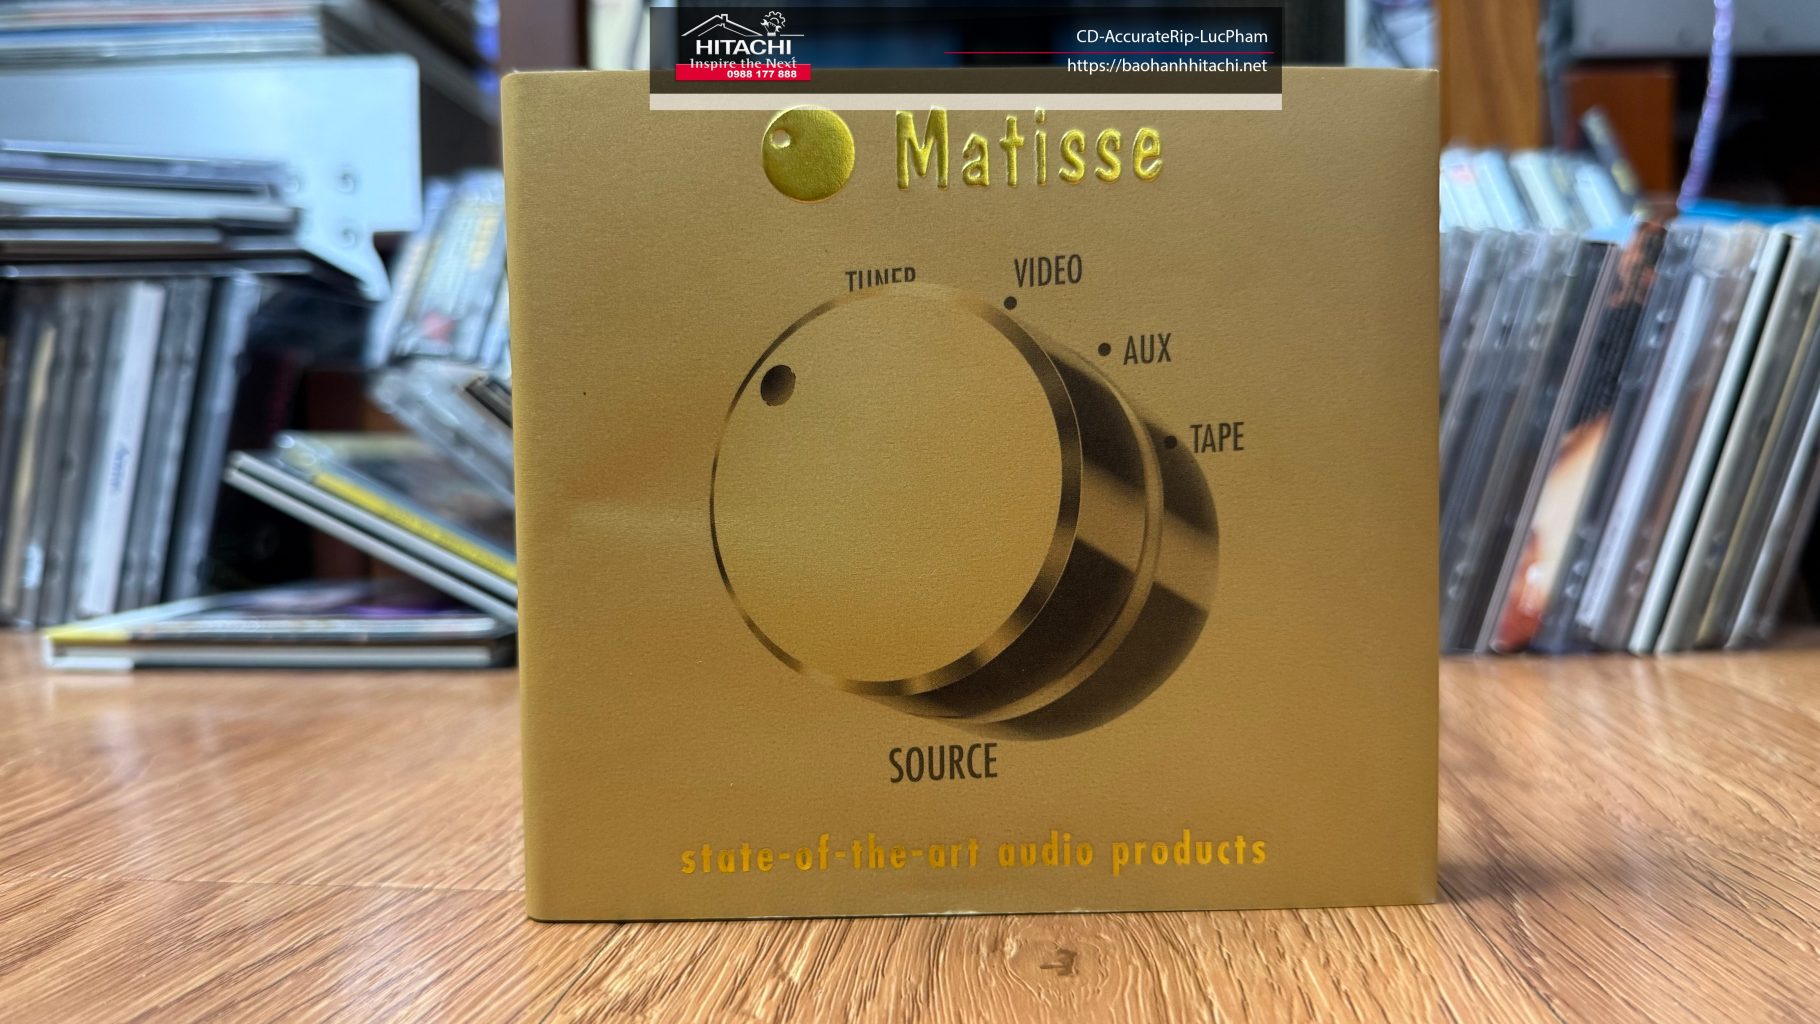 HITACHI
Inspire the Next
0988 177 888
CD-AccurateRip-LucPham
https://baohanhhitachi.net
Matisse
TUNER
VIDEO
AUX
TAPE
SOURCE
state-of-the-art audio products